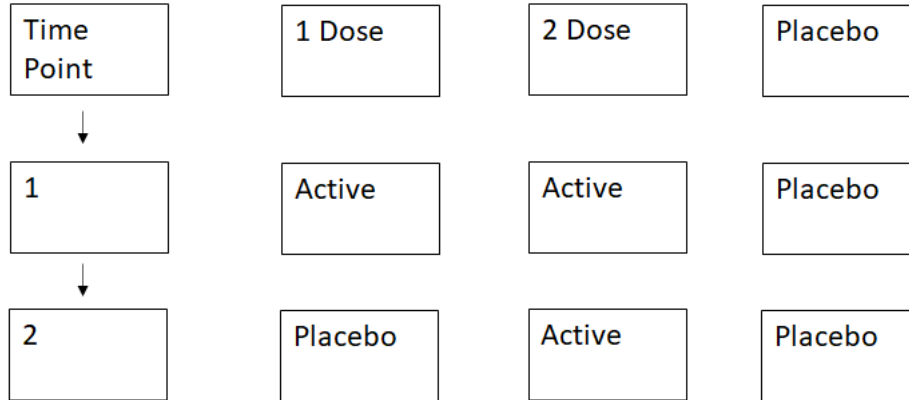 Time
Point
1 Dose
2 Dose
Placebo
1
Active
Active
Placebo
2
Placebo
Active
Placebo